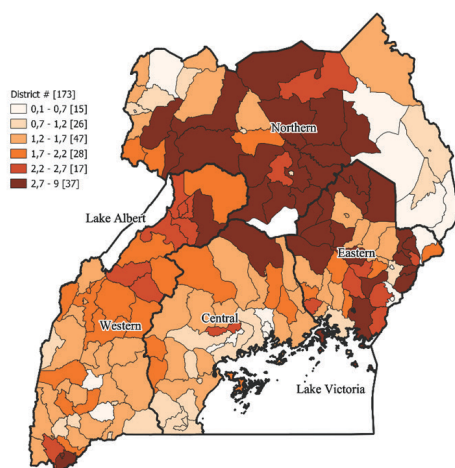 District # [173]
0,1 - 0,7 [15]
0,7 - 1,2 [26]
1,2 - 1,7 [47]
1,7 - 2,2 [28]
2,2 - 2,7 [17]
2,7 - 9 [37]
Northern
Lake Albert
Eastern
Western
Central
Lake Victoria